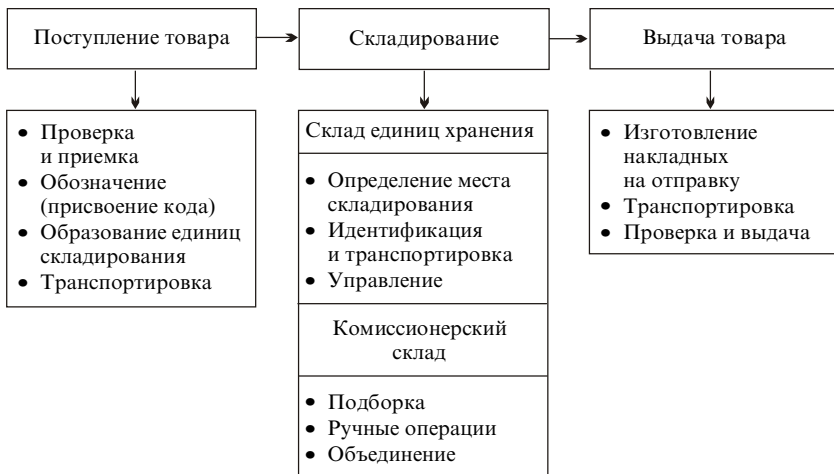 Поступление товара
Складирование
Выдача товара
• Проверка
и приемка
• Обозначение
(присвоение кода)
• Образование единиц
складирования
• Транспортировка
Склад единиц хранения
• Определение места
складирования
• Идентификация
и транспортировка
• Управление
Комиссионерский
склад
• Подборка
• Ручные операции
• Объединение
• Изготовление
накладных
на отправку
• Транспортировка
• Проверка и выдача